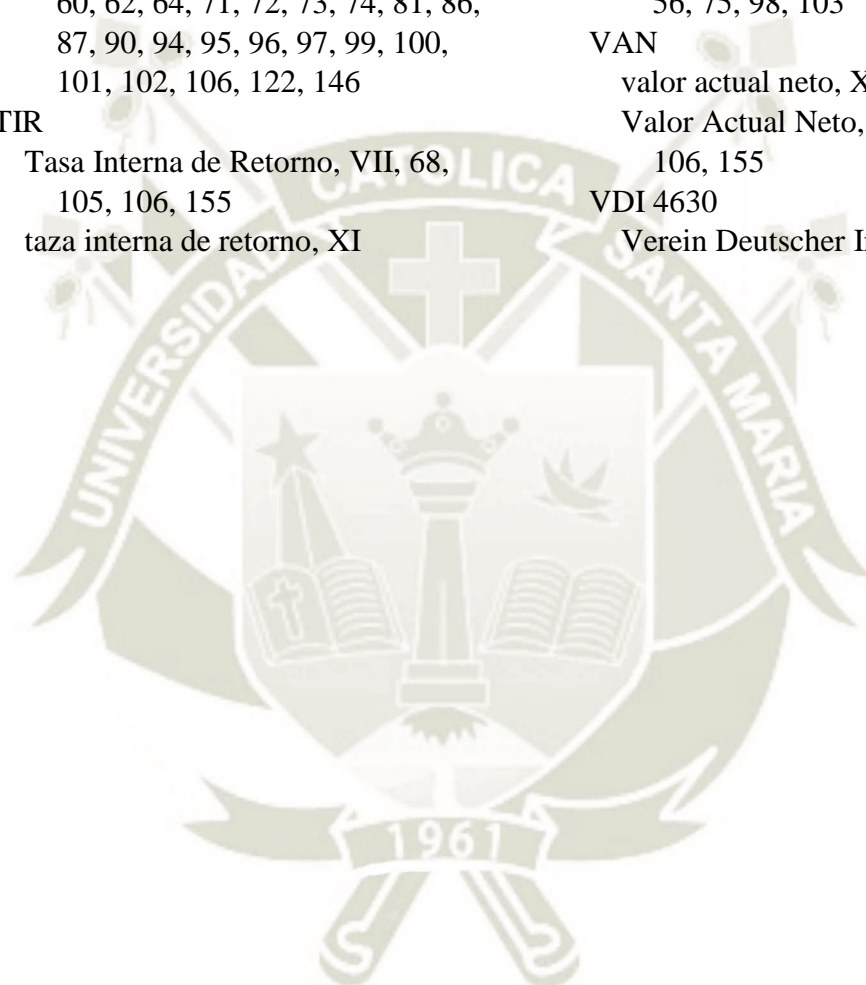 60, 62, 64, 71, 72, 73, 74, 81, 86,
87, 90, 94, 95, 96, 97, 99, 100,
101, 102, 106, 122, 146
TIR
Tasa Interna de Retorno, VII, 68,
105, 106, 155
taza interna de retorno, XI
56, 75, 98, 103
VAN
valor actual neto, X
Valor Actual Neto,
106, 155
VDI 4630
Verein Deutscher
UNIVERSIDAD CATOLICA SANTA MARIA
1961